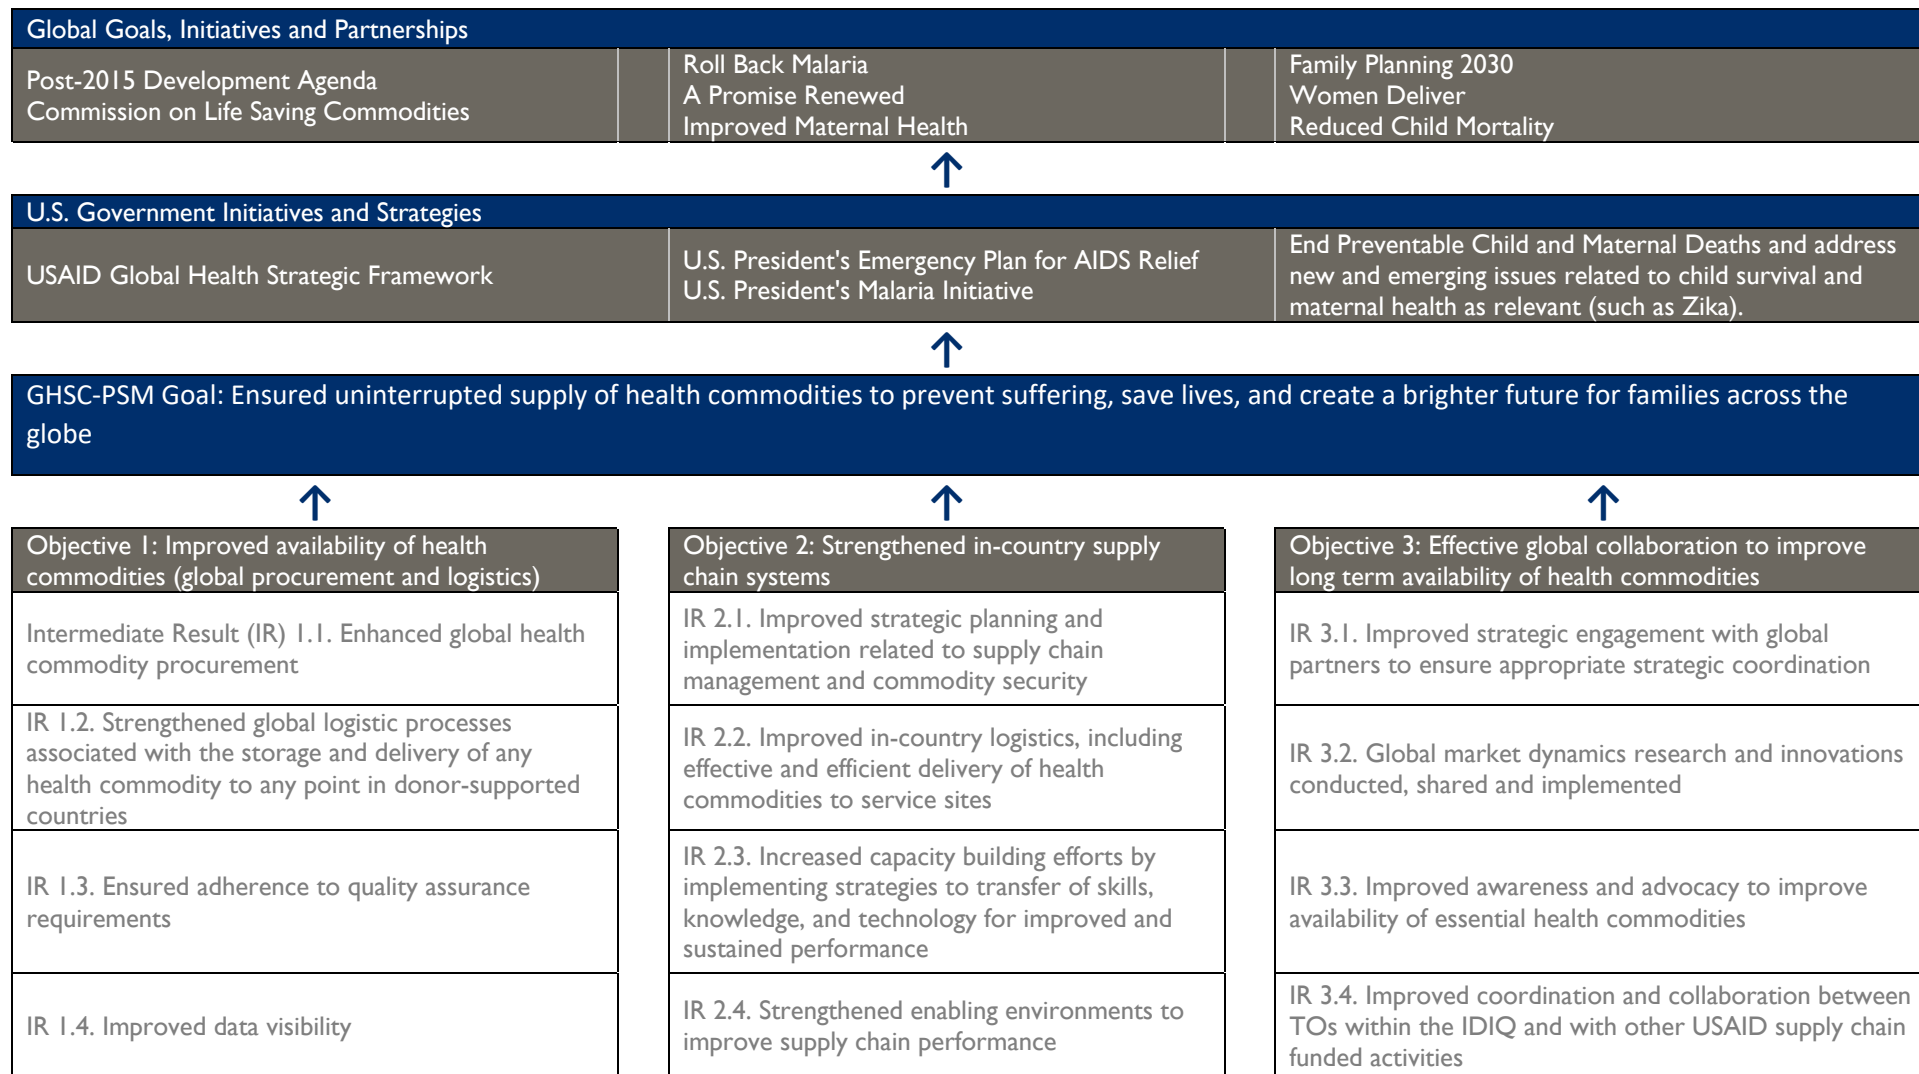 Global Goals, Initiatives and Partnerships
Post-2015 Development Agenda
Commission on Life Saving Commodities
Roll Back Malaria
A Promise Renewed
Improved Maternal Health
Family Planning 2030
Women Deliver
Reduced Child Mortality
U.S. Government Initiatives and Strategies
USAID Global Health Strategic Framework
U.S. President's Emergency Plan for AIDS Relief
U.S. President's Malaria Initiative
End Preventable Child and Maternal Deaths and address
new and emerging issues related to child survival and
maternal health as relevant (such as Zika).
GHSC-PSM Goal: Ensured uninterrupted supply of health commodities to prevent suffering, save lives, and create a brighter future for families across the
globe
Objective 1: Improved availability of health
commodities (global procurement and logistics)
Intermediate Result (IR) 1.1. Enhanced global health
commodity procurement
IR 1.2. Strengthened global logistic processes
associated with the storage and delivery of any
health commodity to any point in donor-supported
countries
IR 1.3. Ensured adherence to quality assurance
requirements
IR 1.4. Improved data visibility
Objective 2: Strengthened in-country supply
chain systems
IR 2.1. Improved strategic planning and
implementation related to supply chain
management and commodity security
IR 2.2. Improved in-country logistics, including
effective and efficient delivery of health
commodities to service sites
IR 2.3. Increased capacity building efforts by
implementing strategies to transfer of skills,
knowledge, and technology for improved and
sustained performance
IR 2.4. Strengthened enabling environments to
improve supply chain performance
Objective 3: Effective global collaboration to improve
long term availability of health commodities
IR 3.1. Improved strategic engagement with global
partners to ensure appropriate strategic coordination
IR 3.2. Global market dynamics research and innovations
conducted, shared and implemented
IR 3.3. Improved awareness and advocacy to improve
availability of essential health commodities
IR 3.4. Improved coordination and collaboration between
TOs within the IDIQ and with other USAID supply chain
funded activities